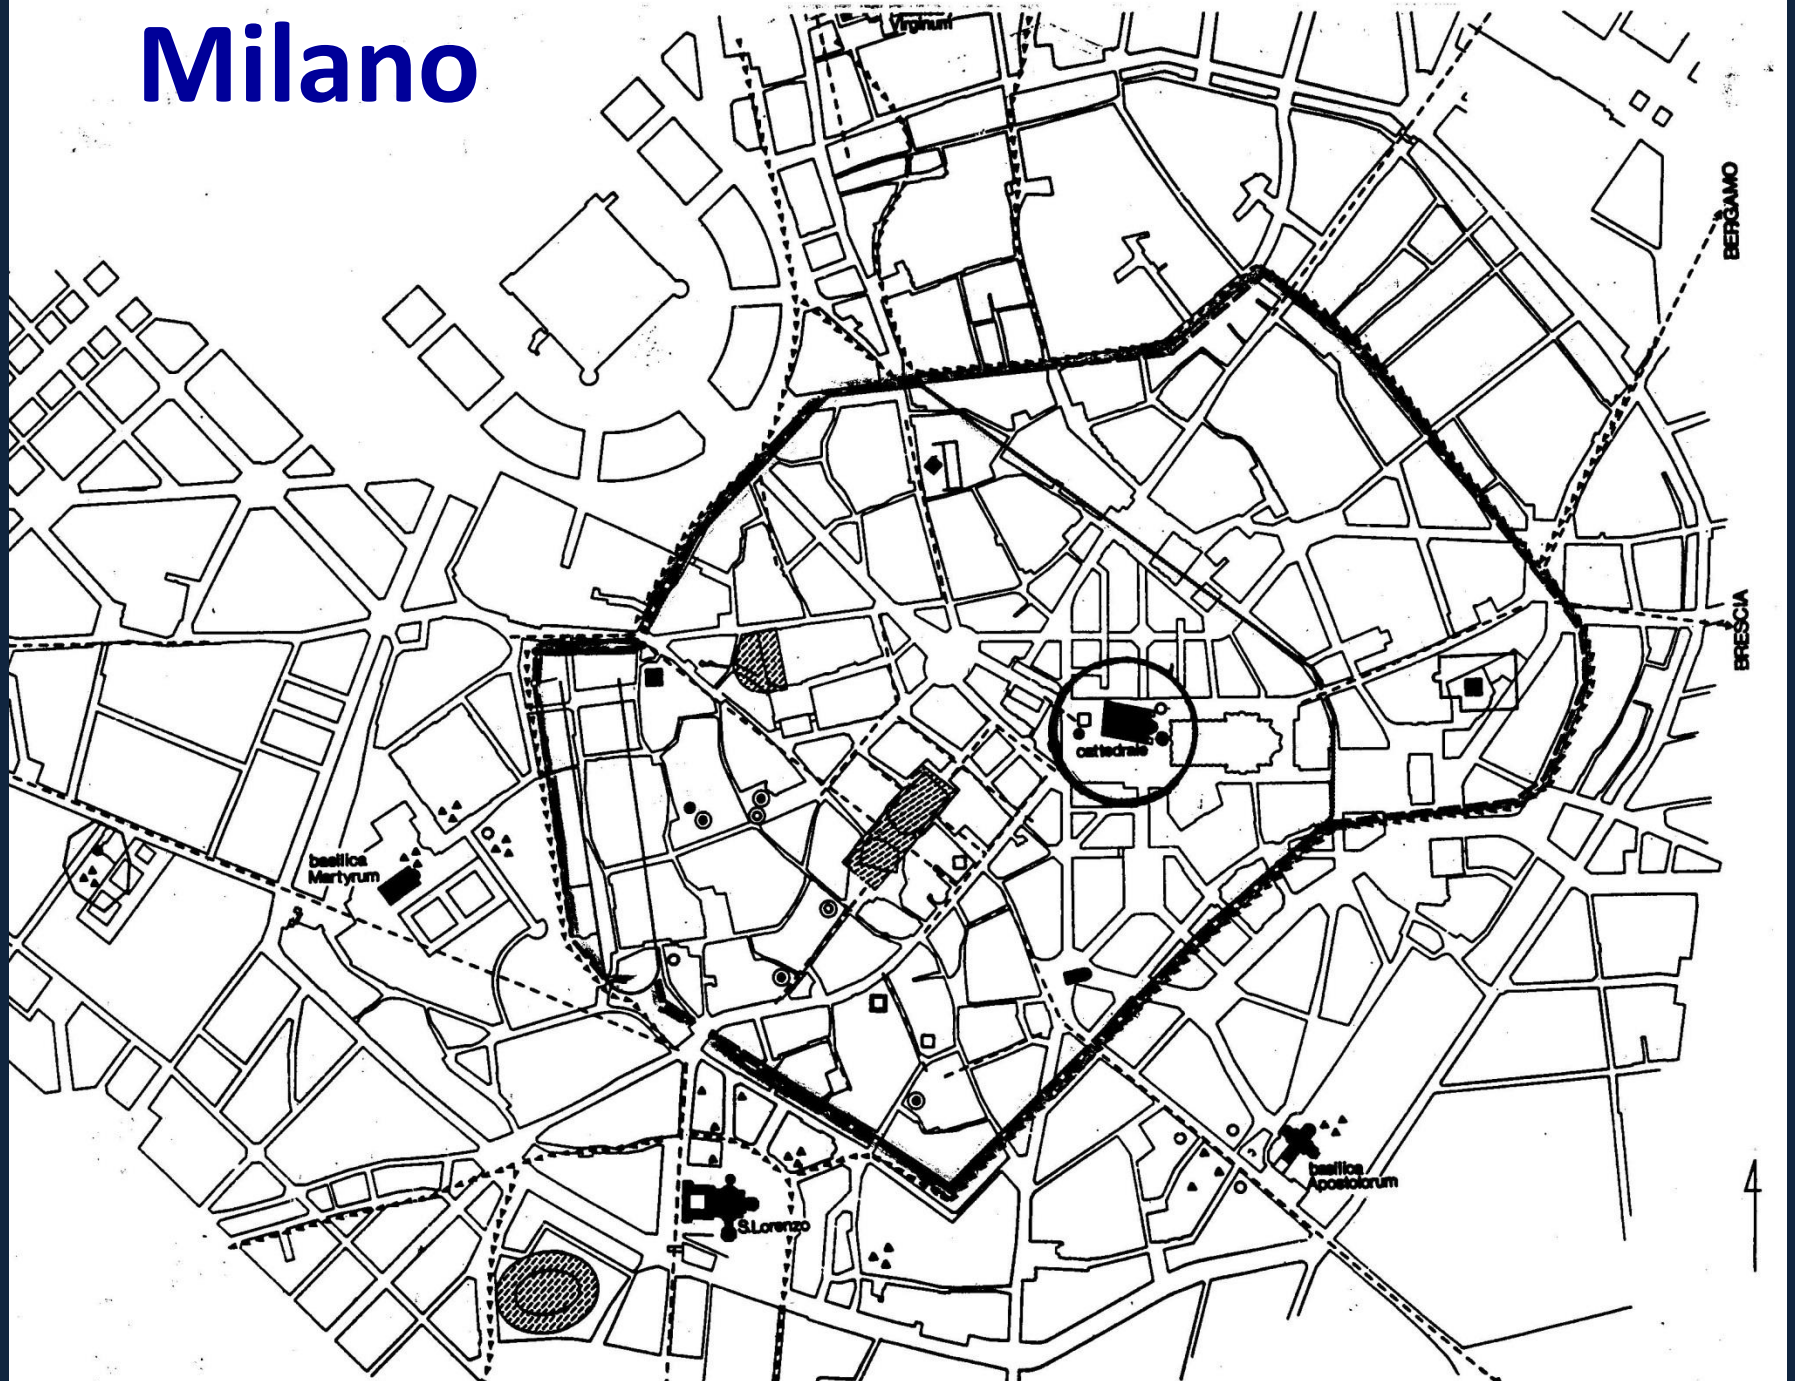 Milano
Virginum
BERGAMO
BRESCIA
cattedrale
basilica
Martyrum
basilica
Apostolorum
S.Lorenzo